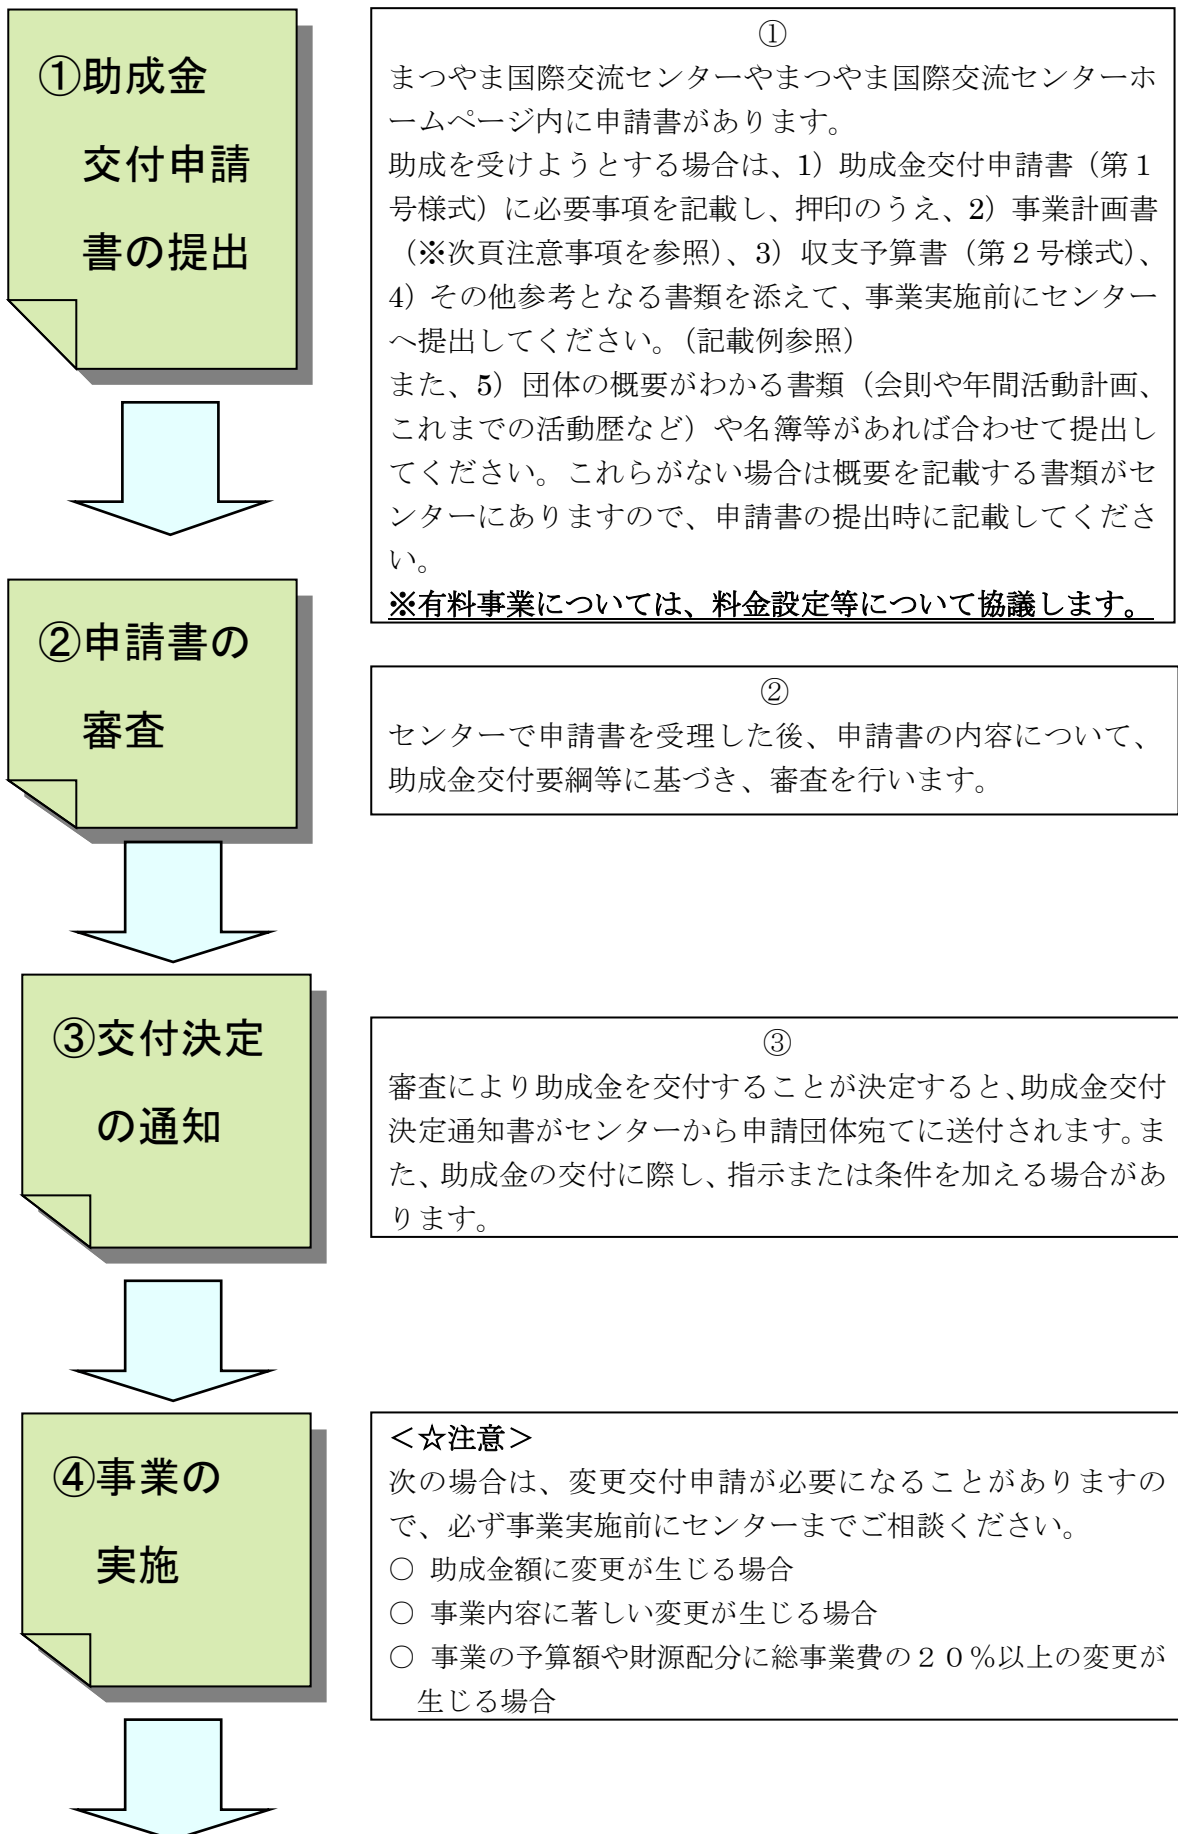 ①助成金
交付申請
書の提出
①
まつやま国際交流センターやまつやま国際交流センターホ
ームページ内に申請書があります。
助成を受けようとする場合は、1）助成金交付申請書（第１
号様式）に必要事項を記載し、押印のうえ、2）事業計画書
（※次頁注意事項を参照）、3）収支予算書（第２号様式）、
4）その他参考となる書類を添えて、事業実施前にセンター
へ提出してください。（記載例参照）
また、5）団体の概要がわかる書類（会則や年間活動計画、
これまでの活動歴など）や名簿等があれば合わせて提出し
てください。これらがない場合は概要を記載する書類がセ
ンターにありますので、申請書の提出時に記載してくださ
い。
※有料事業については、料金設定等について協議します。
②申請書の
審査
②
センターで申請書を受理した後、申請書の内容について、
助成金交付要綱等に基づき、審査を行います。
③交付決定
の通知
③
審査により助成金を交付することが決定すると、助成金交付
決定通知書がセンターから申請団体宛てに送付されます。ま
た、助成金の交付に際し、指示または条件を加える場合があ
ります。
④事業の
実施
＜☆注意＞
次の場合は、変更交付申請が必要になることがありますの
で、必ず事業実施前にセンターまでご相談ください。
○ 助成金額に変更が生じる場合
○ 事業内容に著しい変更が生じる場合
○ 事業の予算額や財源配分に総事業費の２０％以上の変更が
生じる場合